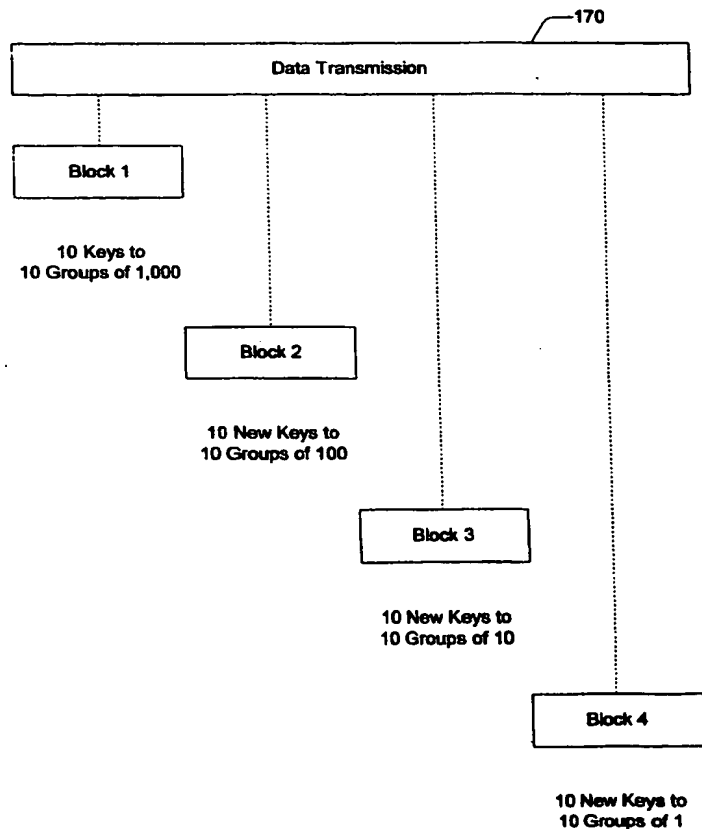 170
Data Transmission
Block 1
10 Keys to
10 Groups of 1,000
Block 2
10 New Keys to
10 Groups of 100
Block 3
10 New Keys to
10 Groups of 10
Block 4
10 New Keys to
10 Groups of 1